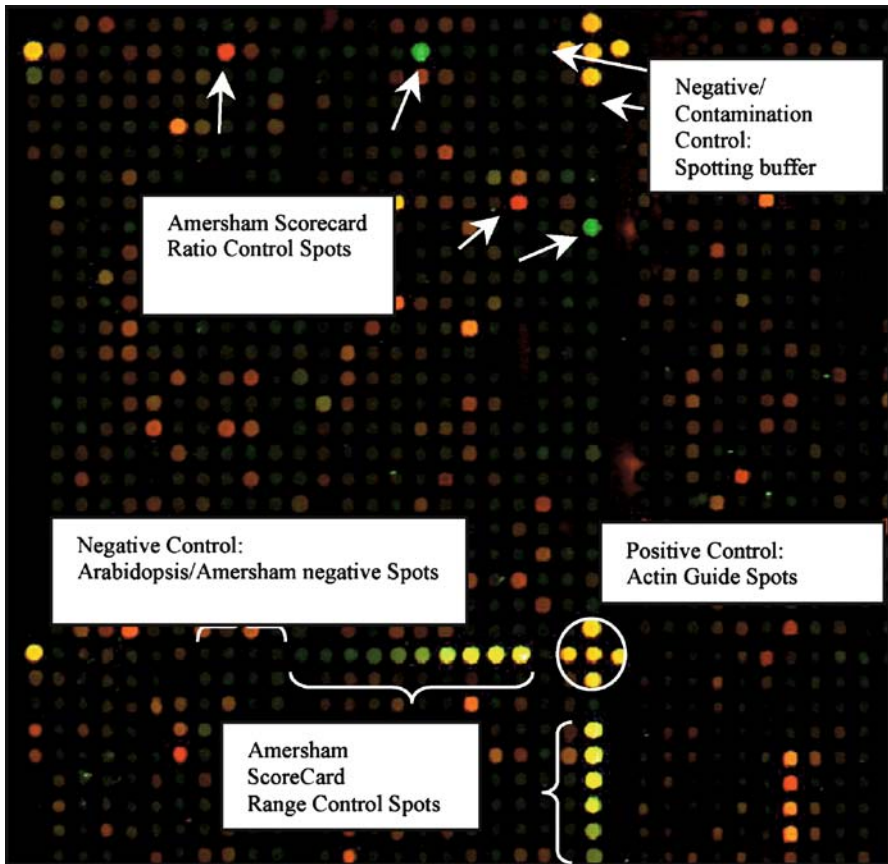 Negative/
Contamination
Control:
Spotting buffer
Amersham Scorecard
Ratio Control Spots
Negative Control:
Arabidopsis/Amersham negative Spots
Positive Control:
Actin Guide Spots
Amersham
ScoreCard
Range Control Spots